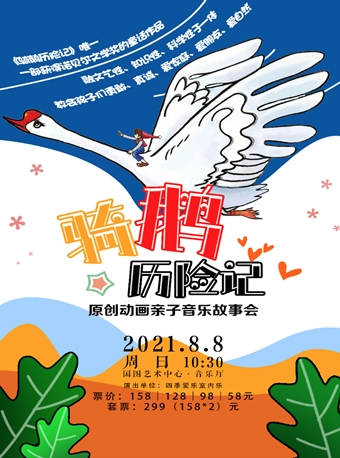 《骑鹅历险记》唯一
一部获得诺贝尔文学奖的童话作品
融文艺性、知识性、科学性于一体
教会孩子们勇敢、真诚、爱家庭、爱朋友、爱自然
骑鹅
历险记
原创动画亲子音乐故事会
2021.8.8
周日 10:30
国图艺术中心·音乐厅
演出单位：四季爱乐室内乐
票价：158｜128｜98｜58元
套票：299（158*2）元